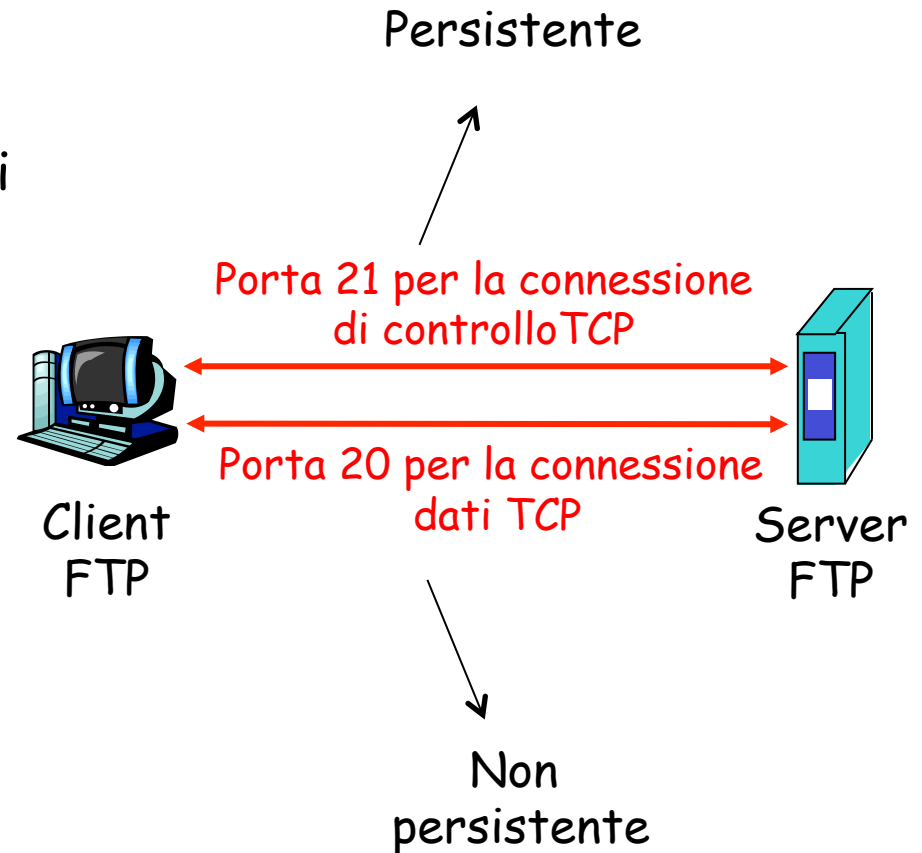 Persistente
i
Porta 21 per la connessione
di controlloTCP
Porta 20 per la connessione
dati TCP
Client
FTP
Server
FTP
Non
persistente